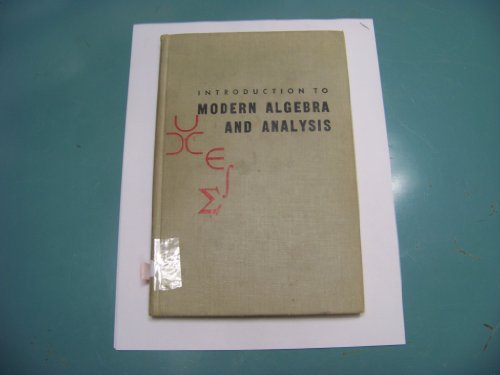 INTRODUCTION TO
MODERN ALGEBRA
AND ANALYSIS
∪
⊃⊂ ∈
∫
Σ